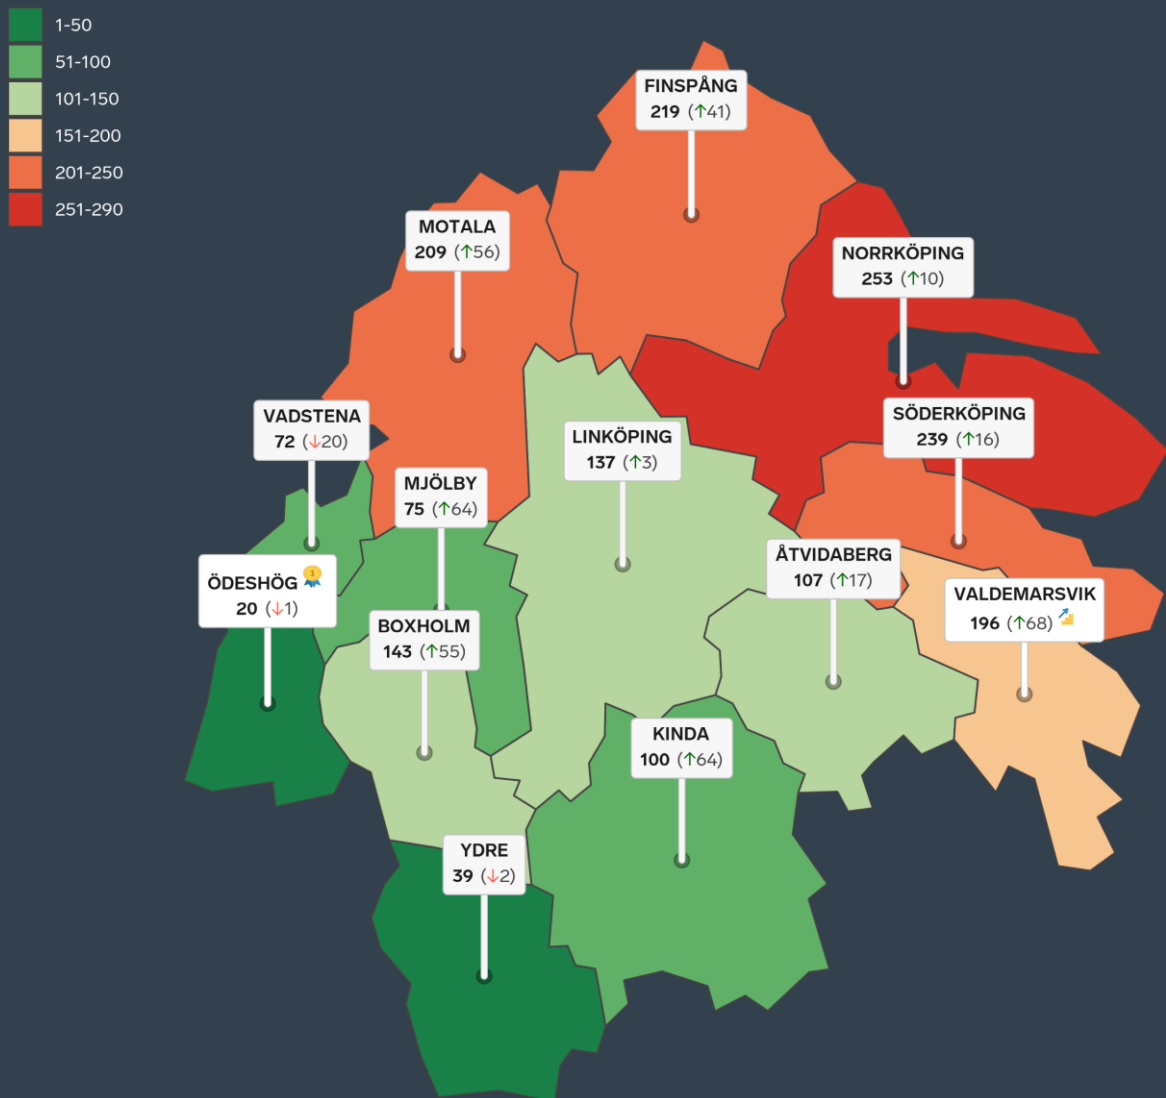 1-50
51-100
101-150
151-200
201-250
251-290
FINSPÅNG
219 (↑41)
MOTALA
209 (↑56)
NORRKÖPING
253 (↑10)
VADSTENA
72 (↓20)
SÖDERKÖPING
239 (↑16)
LINKÖPING
137 (↑3)
MJÖLBY
75 (↑64)
ÅTVIDABERG
107 (↑17)
ÖDESHÖG
20 (↓1)
VALDEMARSVIK
196 (↑68)
BOXHOLM
143 (↑55)
KINDA
100 (↑64)
YDRE
39 (↓2)